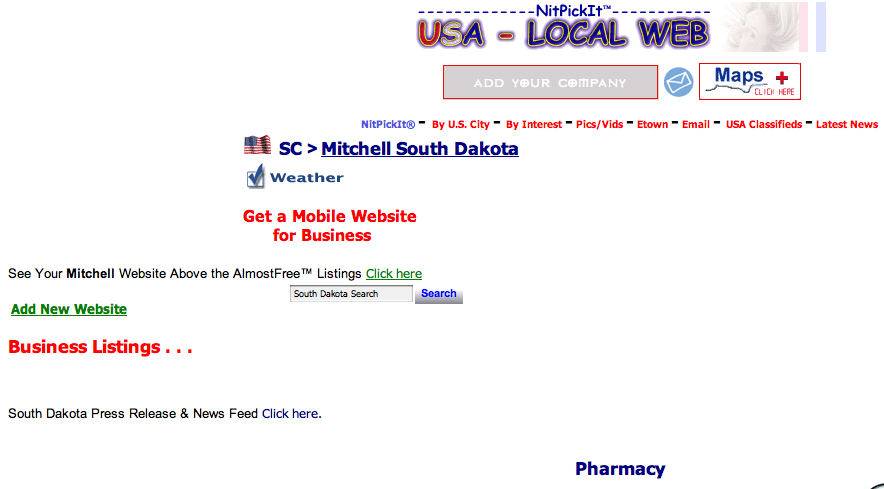 ------------NitPickIt™------------
USA - LOCAL WEB
ADD YOUR COMPANY
Maps
CLICK HERE
NitPickIt® - By U.S. City - By Interest - Pics/Vids - Etown - Email - USA Classifieds - Latest News
SC > Mitchell South Dakota
Weather
Get a Mobile Website
for Business
See Your Mitchell Website Above the AlmostFree™ Listings Click here
South Dakota Search Search
Add New Website
Business Listings . . .
South Dakota Press Release & News Feed Click here.
Pharmacy